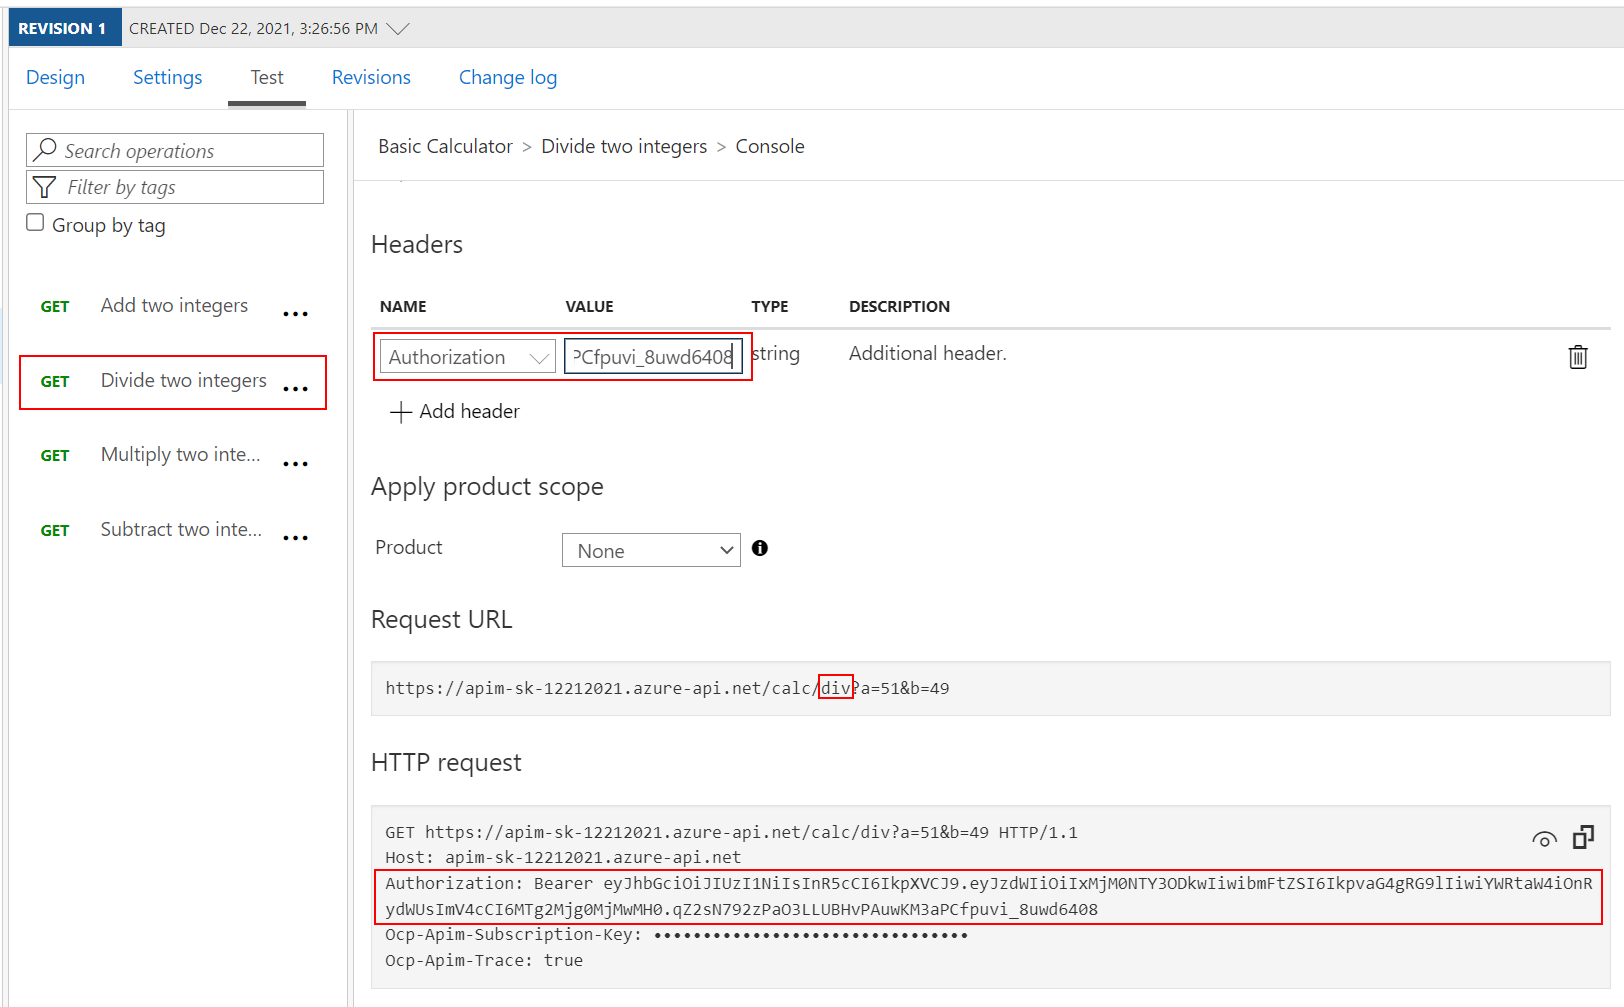 REVISION 1 CREATED Dec 22, 2021, 3:26:56 PM
Design Settings Test Revisions Change log
Search operations
Filter by tags
Group by tag
GET Add two integers ...
GET Divide two integers ...
GET Multiply two inte... ...
GET Subtract two inte... ...
Basic Calculator > Divide two integers > Console
Headers
NAME VALUE TYPE DESCRIPTION
Authorization PCfpuvi_8uwd6408 string Additional header.
Add header
Apply product scope
Product None
Request URL
https://apim-sk-12212021.azure-api.net/calc/div?a=51&b=49
HTTP request
GET https://apim-sk-12212021.azure-api.net/calc/div?a=51&b=49 HTTP/1.1
Host: apim-sk-12212021.azure-api.net
Authorization: Bearer eyJhbGciOiJIUzI1NiIsInR5cCI6IkpXVCJ9.eyJzdWIiOiIxMjM0NTY3ODkwIiwibmFtZSI6IkpvaG4gRG9lIiwiYWRtaW4iOnR
ydWUsImV4cCI6MTg2Mjg0MjMwMH0.qZ2sN792zPaO3LLUBHvPAuwKM3aPCfpuvi_8uwd6408
Ocp-Apim-Subscription-Key: ••••••••••••••••••••••••••••••••
Ocp-Apim-Trace: true